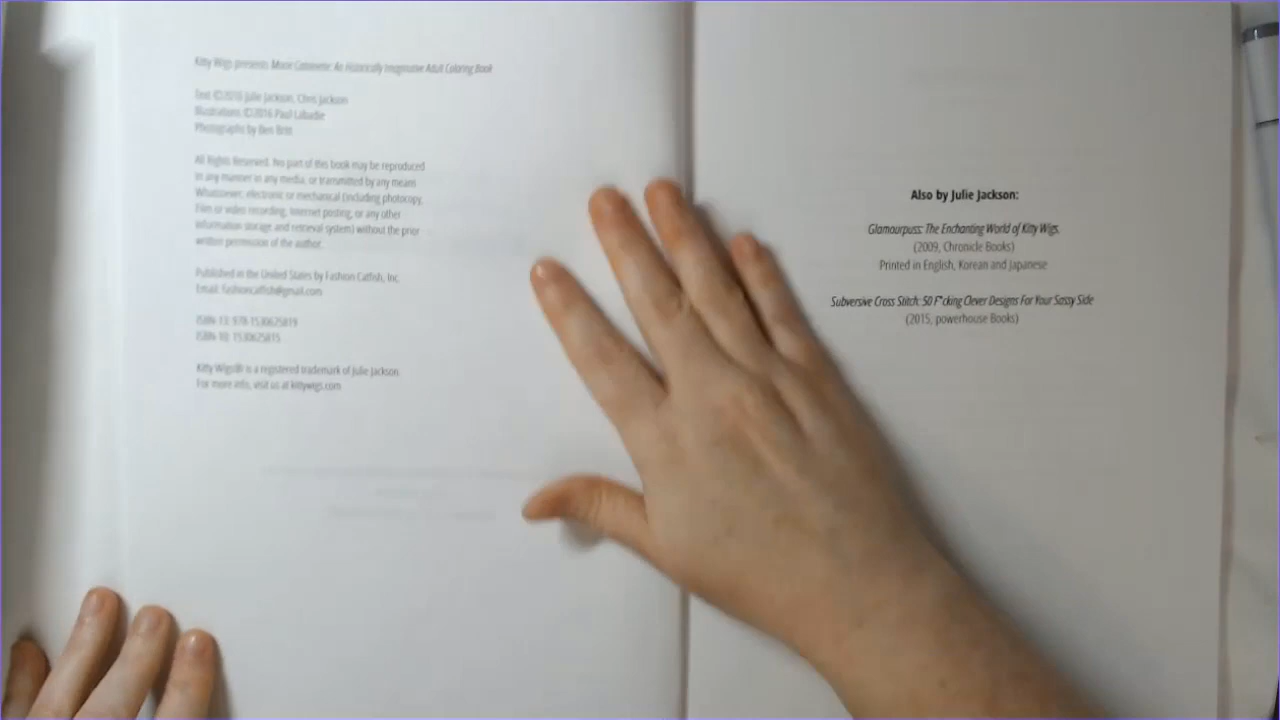 Kitty Wigs presents Marie Catoinette: An Historically Imaginative Adult Coloring Book
Text ©2016 Julie Jackson, Chris Jackson
Illustrations ©2016 Paul Labadie
Photographs by Ben Britt
All Rights Reserved. No part of this book may be reproduced
in any manner in any media, or transmitted by any means
Whatsoever, electronic or mechanical (including photocopy,
Film or video recording, Internet posting, or any other
information storage and retrieval system) without the prior
written permission of the author.
Published in the United States by Fashion Catfish, Inc.
Email: fashioncatfish@gmail.com
ISBN-13: 978-1530625819
ISBN-10: 1530625815
Kitty Wigs® is a registered trademark of Julie Jackson.
For more info, visit us at kittywigs.com
Also by Julie Jackson:
Glamourpuss: The Enchanting World of Kitty Wigs.
(2009, Chronicle Books)
Printed in English, Korean and Japanese
Subversive Cross Stitch: 50 F*cking Clever Designs For Your Sassy Side
(2015, powerhouse Books)